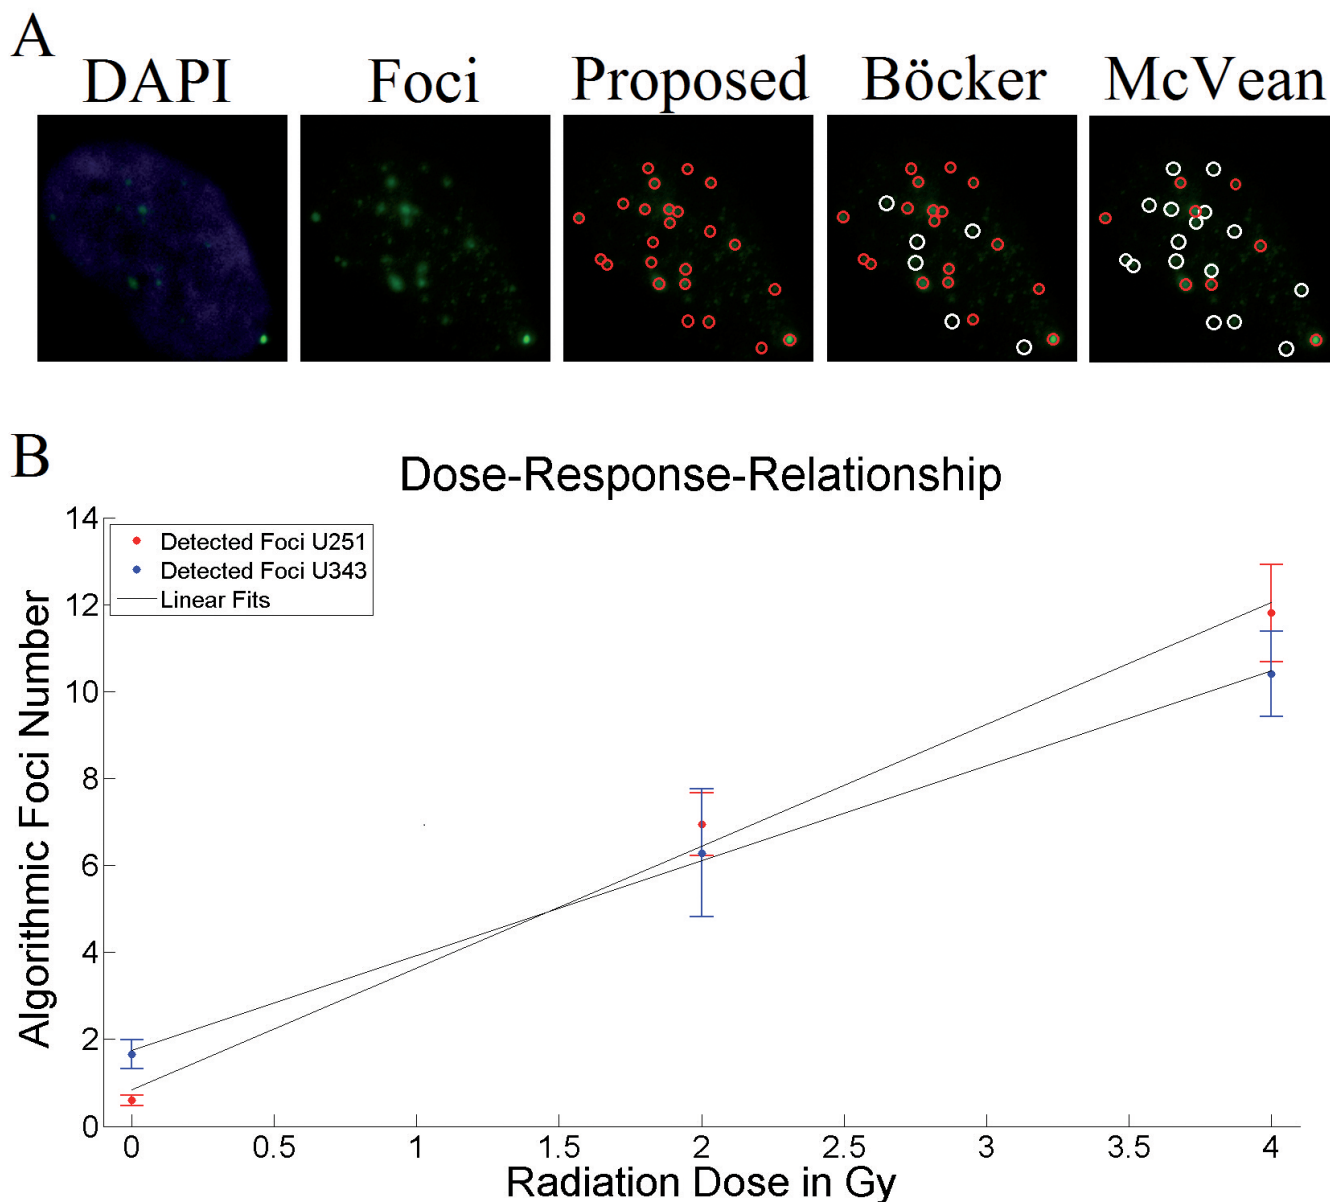 A
DAPI Foci Proposed Böcker McVean
B
Dose-Response-Relationship
Detected Foci U251
Detected Foci U343
Linear Fits
Algorithmic Foci Number
14
12
10
8
6
4
2
0
0 0.5 1 1.5 2 2.5 3 3.5 4
Radiation Dose in Gy